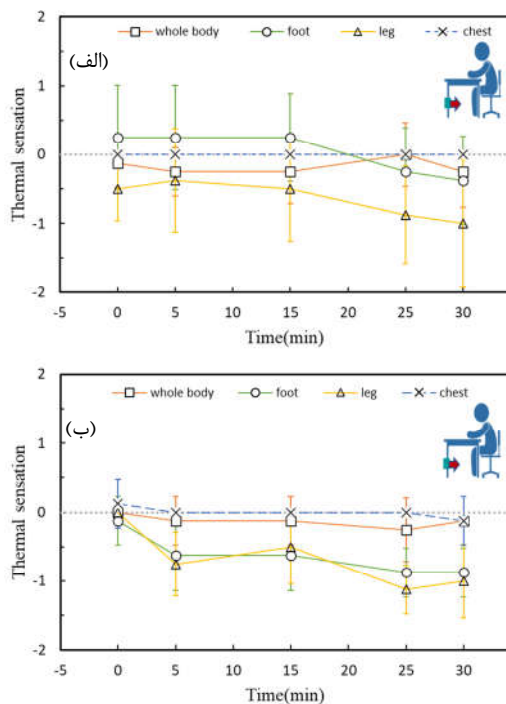 2
whole body foot leg chest
(الف)
1
0
-1
-2
Thermal sensation
-5 0 5 10 15 20 25 30
Time(min)
2
whole body foot leg chest
(ب)
1
0
-1
-2
Thermal sensation
-5 0 5 10 15 20 25 30
Time(min)